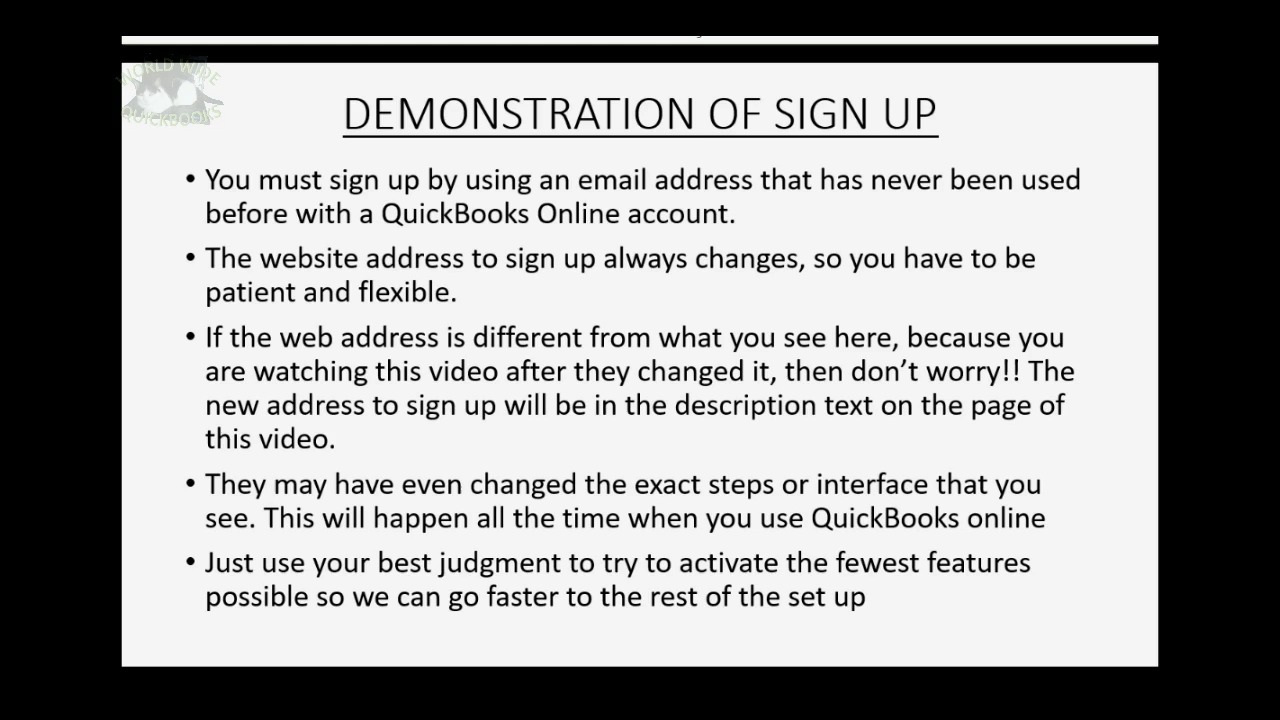 WORLD WIDE
QUICKBOOKS
DEMONSTRATION OF SIGN UP
• You must sign up by using an email address that has never been used
before with a QuickBooks Online account.
• The website address to sign up always changes, so you have to be
patient and flexible.
• If the web address is different from what you see here, because you
are watching this video after they changed it, then don’t worry!! The
new address to sign up will be in the description text on the page of
this video.
• They may have even changed the exact steps or interface that you
see. This will happen all the time when you use QuickBooks online
• Just use your best judgment to try to activate the fewest features
possible so we can go faster to the rest of the set up